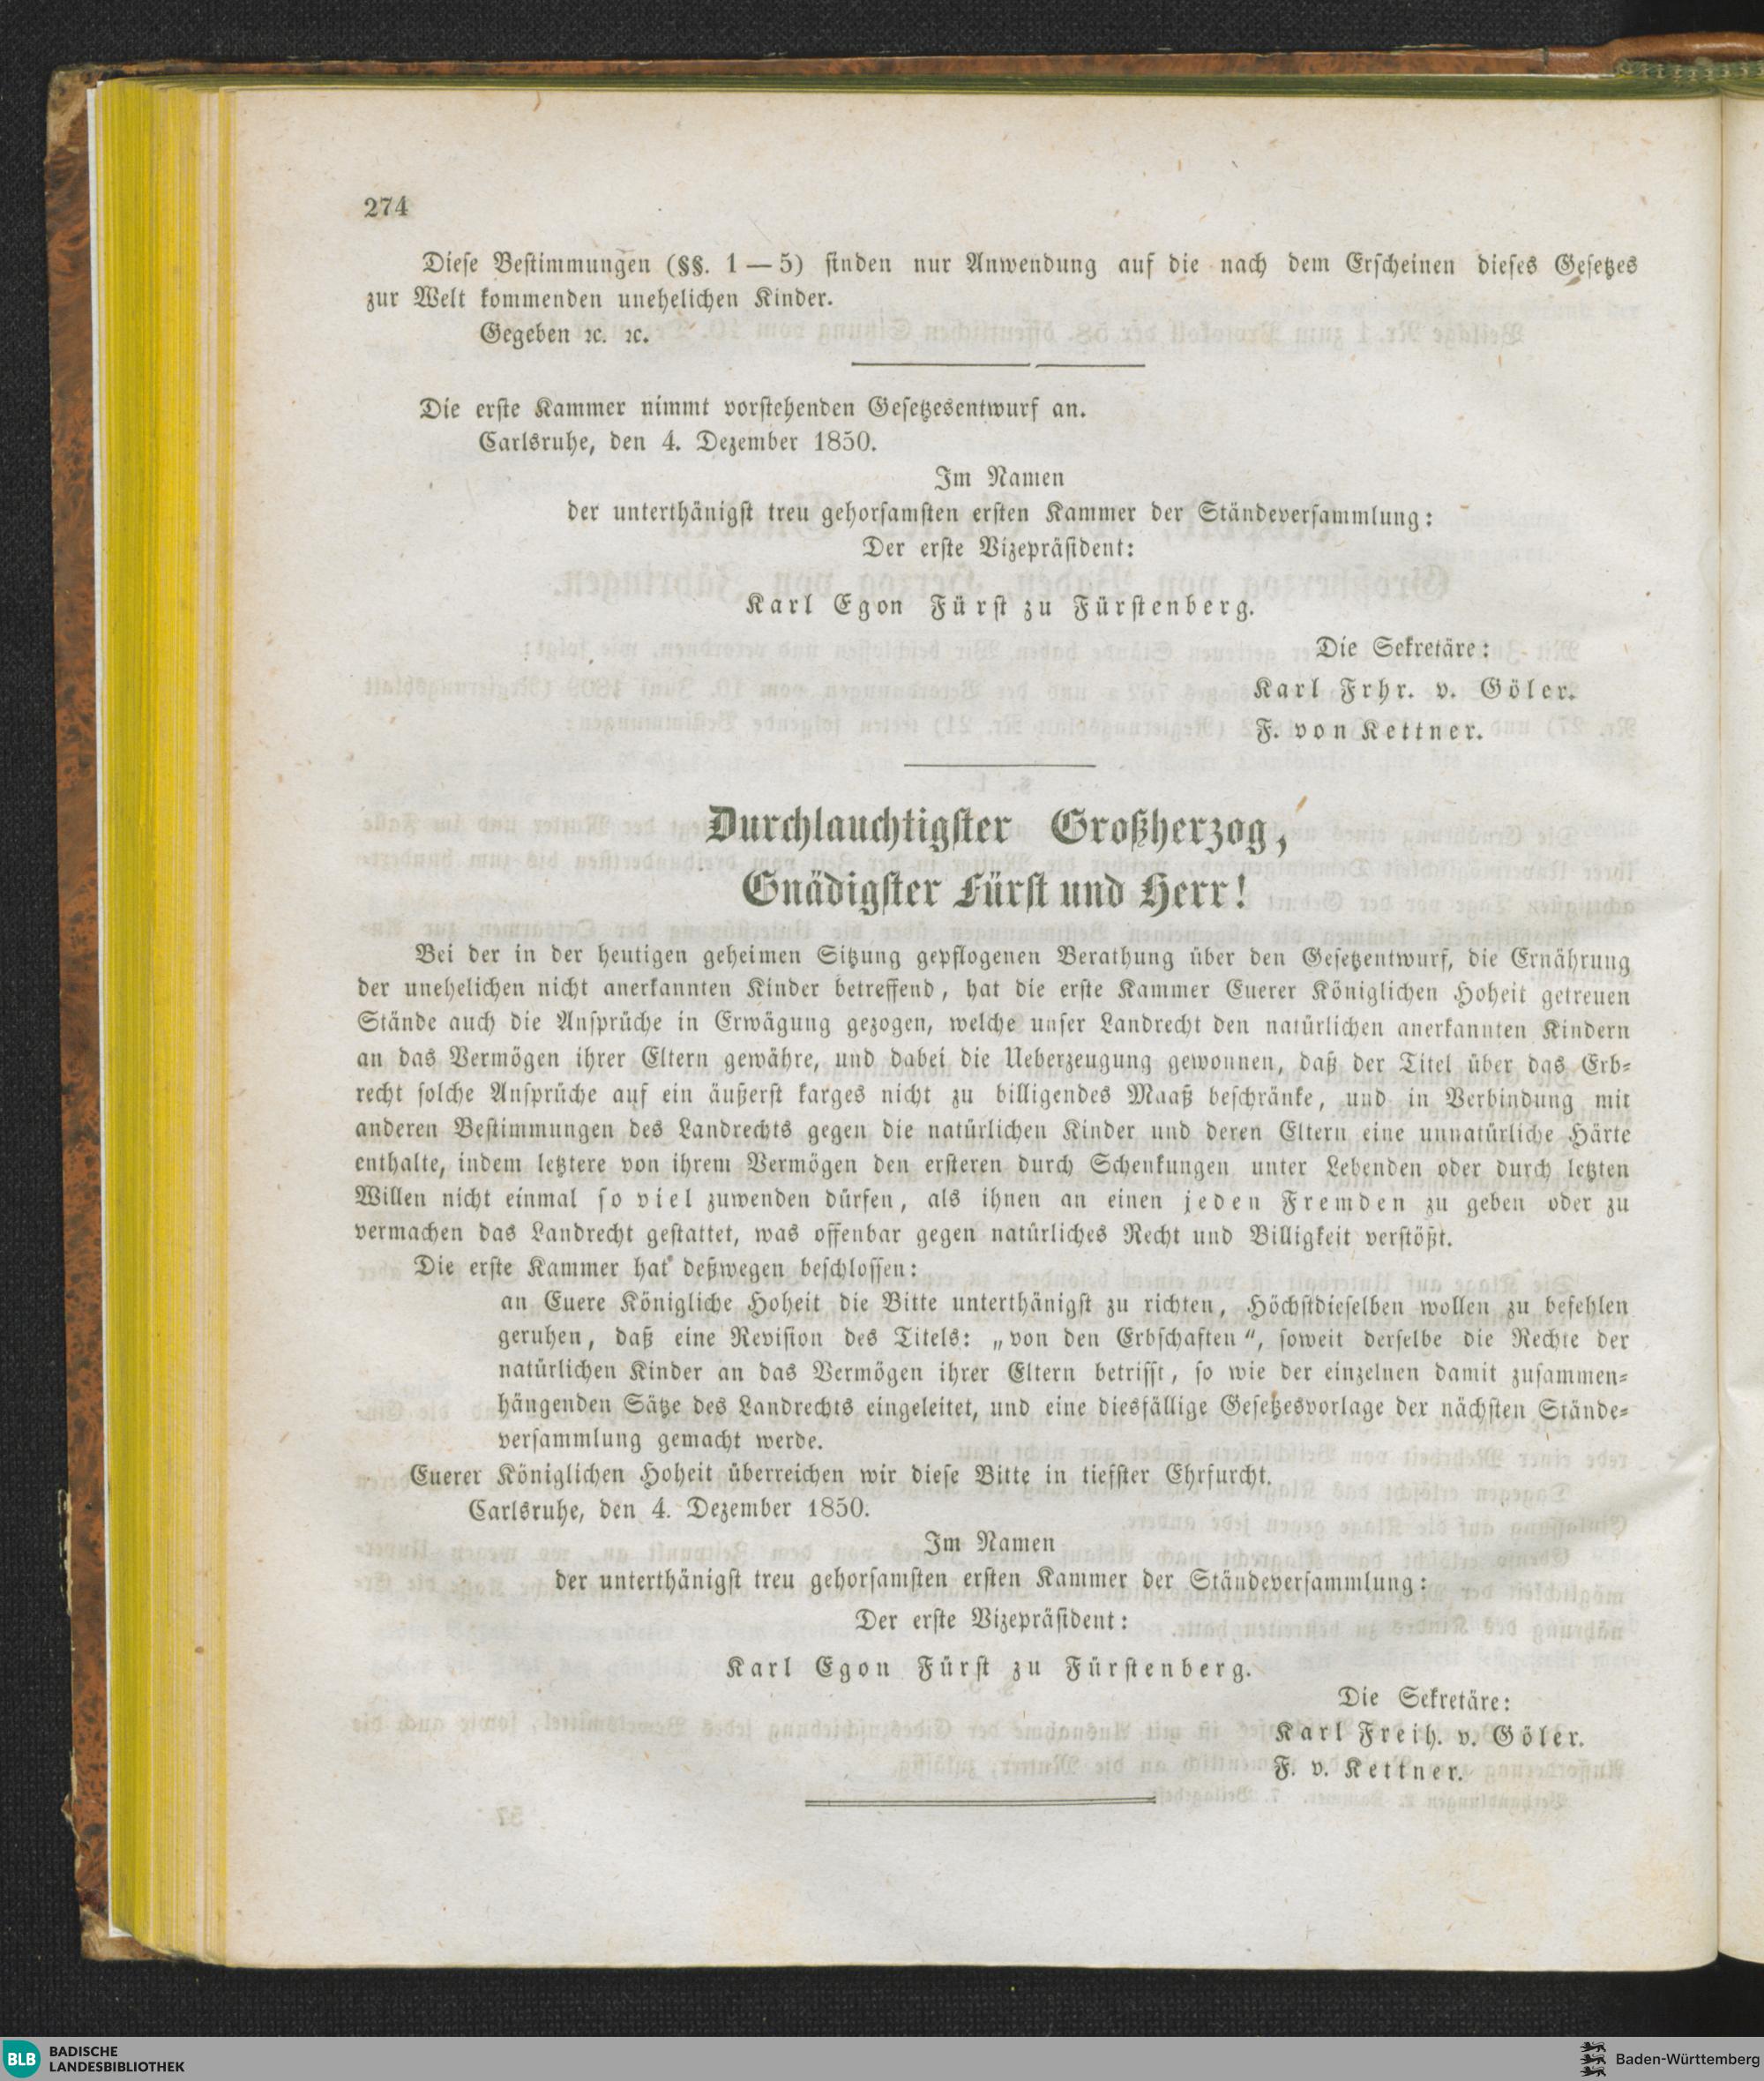 274
Diese Bestimmungen (§§. 1 — 5) finden nur Anwendung auf die nach dem Erscheinen dieses Gesetzes
zur Welt kommenden unehelichen Kinder.
Gegeben ꝛc. ꝛc.
Die erste Kammer nimmt vorstehenden Gesetzesentwurf an.
Carlsruhe, den 4. Dezember 1850.
Im Namen
der unterthänigst treu gehorsamsten ersten Kammer der Ständeversammlung:
Der erste Vizepräsident:
Karl Egon Fürst zu Fürstenberg.
Die Sekretäre:
Karl Frhr. v. Göler.
F. von Kettner.
Durchlauchtigster Großherzog,
Gnädigster Fürst und Herr!
Bei der in der heutigen geheimen Sitzung gepflogenen Berathung über den Gesetzentwurf, die Ernährung
der unehelichen nicht anerkannten Kinder betreffend, hat die erste Kammer Euerer Königlichen Hoheit getreuen
Stände auch die Ansprüche in Erwägung gezogen, welche unser Landrecht den natürlichen anerkannten Kindern
an das Vermögen ihrer Eltern gewähre, und dabei die Ueberzeugung gewonnen, daß der Titel über das Erb-
recht solche Ansprüche auf ein äußerst karges nicht zu billigendes Maaß beschränke, und in Verbindung mit
anderen Bestimmungen des Landrechts gegen die natürlichen Kinder und deren Eltern eine unnatürliche Härte
enthalte, indem letztere von ihrem Vermögen den ersteren durch Schenkungen unter Lebenden oder durch letzten
Willen nicht einmal so viel zuwenden dürfen, als ihnen an einen jeden Fremden zu geben oder zu
vermachen das Landrecht gestattet, was offenbar gegen natürliches Recht und Billigkeit verstößt.
Die erste Kammer hat deßwegen beschlossen:
an Euere Königliche Hoheit die Bitte unterthänigst zu richten, Höchstdieselben wollen zu befehlen
geruhen, daß eine Revision des Titels: „von den Erbschaften“, soweit derselbe die Rechte der
natürlichen Kinder an das Vermögen ihrer Eltern betrifft, so wie der einzelnen damit zusammen-
hängenden Sätze des Landrechts eingeleitet, und eine diesfällige Gesetzesvorlage der nächsten Stände-
versammlung gemacht werde.
Euerer Königlichen Hoheit überreichen wir diese Bitte in tiefster Ehrfurcht.
Carlsruhe, den 4. Dezember 1850.
Im Namen
der unterthänigst treu gehorsamsten ersten Kammer der Ständeversammlung:
Der erste Vizepräsident:
Karl Egon Fürst zu Fürstenberg.
Die Sekretäre:
Karl Freih. v. Göler.
F. v. Kettner.
BLB BADISCHE
LANDESBIBLIOTHEK
Baden-Württemberg